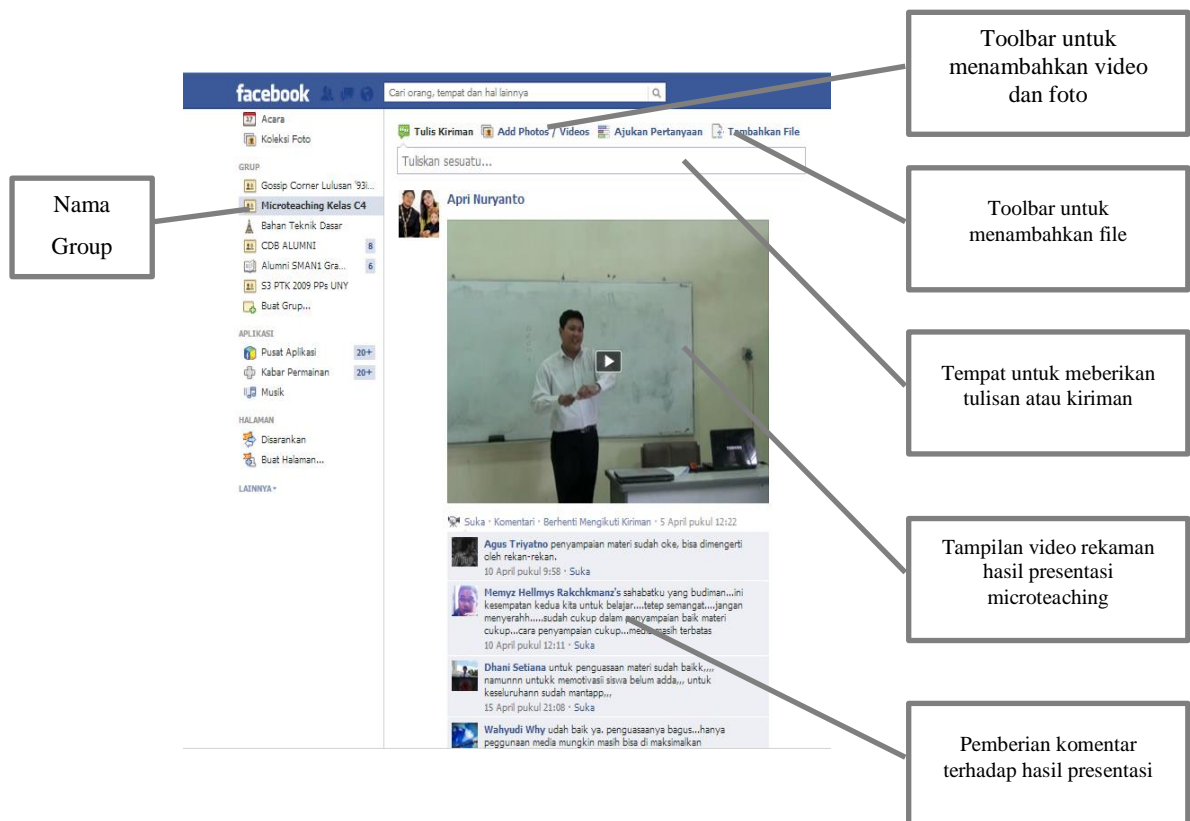 Toolbar untuk
menambahkan video
dan foto
facebook
Cari orang, tempat dan hal lainnya
17 Acara
Koleksi Foto
GRUP
Gossip Corner Lulusan '93i...
Microteaching Kelas C4
Bahan Teknik Dasar
CDB ALUMNI 8
Alumni SMAN1 Gra... 6
S3 PTK 2009 PPs UNY
Buat Grup...
APLIKASI
Pusat Aplikasi 20+
Kabar Permainan 20+
Musik
HALAMAN
Disarankan
Buat Halaman...
LAINNYA
Nama
Group
Tulis Kiriman Add Photos / Videos Ajukan Pertanyaan Tambahkan File
Tuliskan sesuatu...
Apri Nuryanto
Suka · Komentari · Berhenti Mengikuti Kiriman · 5 April pukul 12:22
Agus Triyatno penyampaian materi sudah oke, bisa dimengerti
oleh rekan-rekan.
10 April pukul 9:58 · Suka
Memyz Hellmys Rakchkmanz's sahabatku yang budiman...ini
kesempatan kedua kita untuk belajar....tetep semangat....jangan
menyerahh.....sudah cukup dalam penyampaian baik materi
cukup...cara penyampaian cukup...media masih terbatas
10 April pukul 12:11 · Suka
Dhani Setiana untuk penguasaan materi sudah baikk,,,,
namunnn untukk memotivasii siswa belum adda,,, untuk
keseluruhann sudah mantapp,,,
15 April pukul 21:08 · Suka
Wahyudi Why udah baik ya, penguasaanya bagus...hanya
peggunaan media mungkin masih bisa di maksimalkan
Toolbar untuk
menambahkan file
Tempat untuk meberikan
tulisan atau kiriman
Tampilan video rekaman
hasil presentasi
microteaching
Pemberian komentar
terhadap hasil presentasi